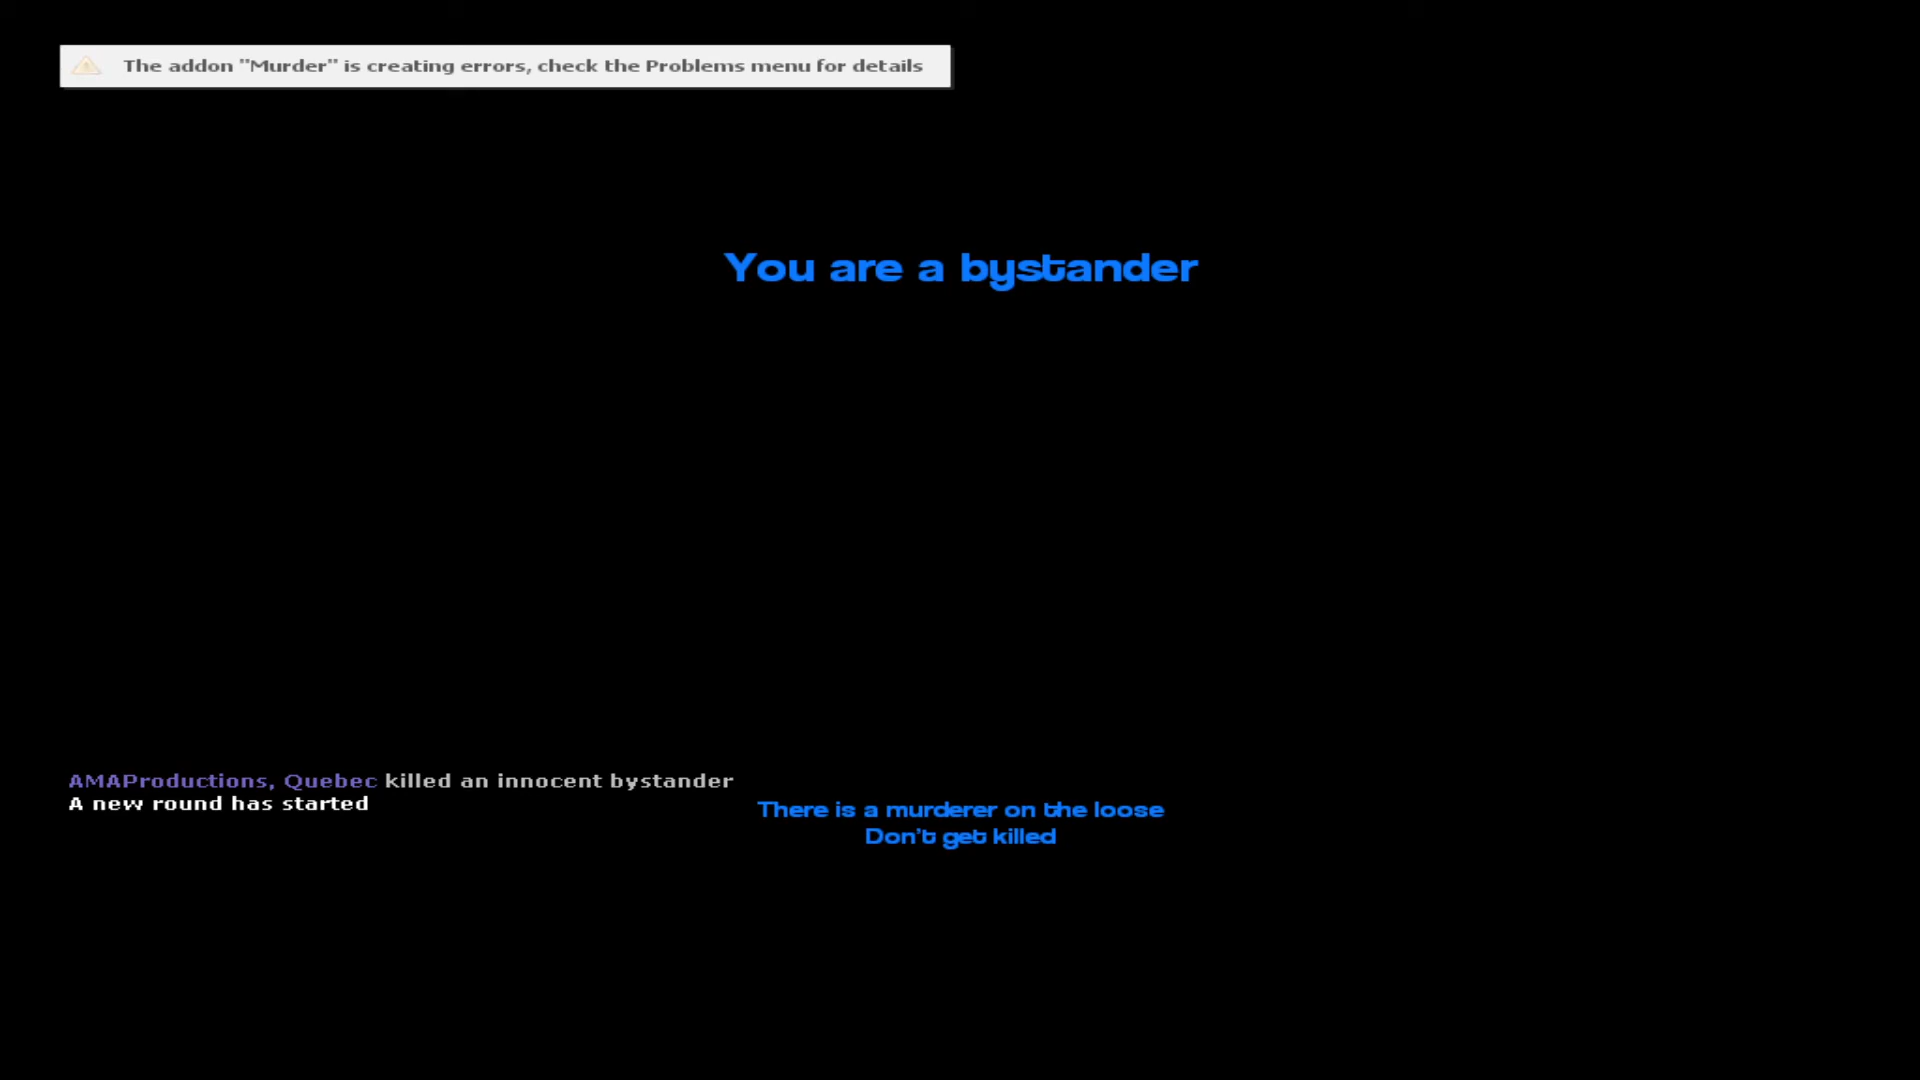 The addon "Murder" is creating errors, check the Problems menu for details
You are a bystander
AMAProductions, Quebec killed an innocent bystander
A new round has started
There is a murderer on the loose
Don't get killed